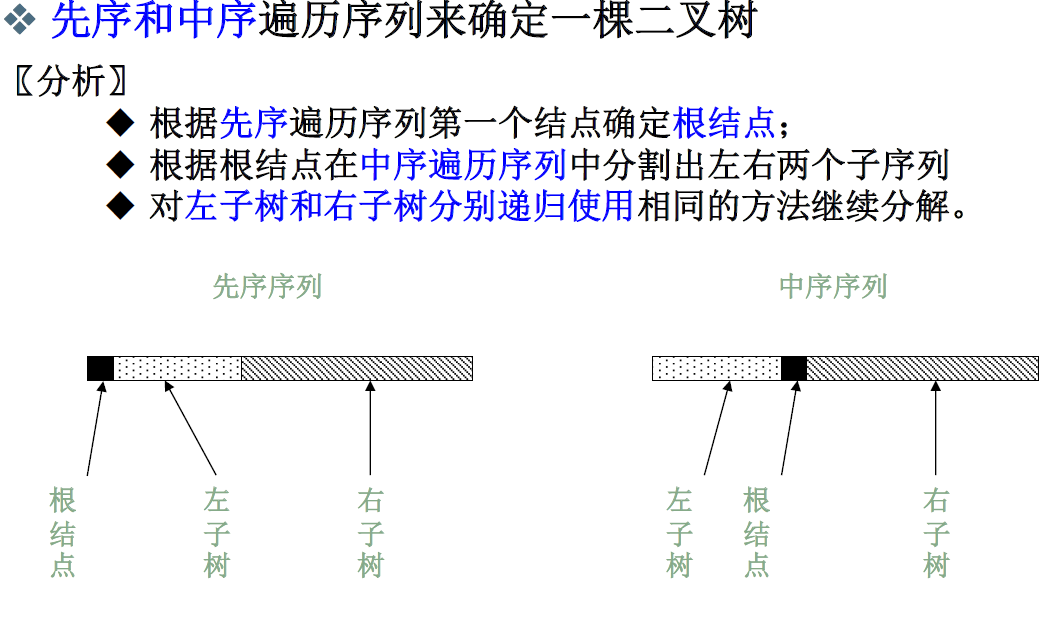 先序和中序遍历序列来确定一棵二叉树
〖分析〗
根据先序遍历序列第一个结点确定根结点；
根据根结点在中序遍历序列中分割出左右两个子序列
对左子树和右子树分别递归使用相同的方法继续分解。
先序序列
中序序列
根结点
左子树
右子树
左子树
根结点
右子树